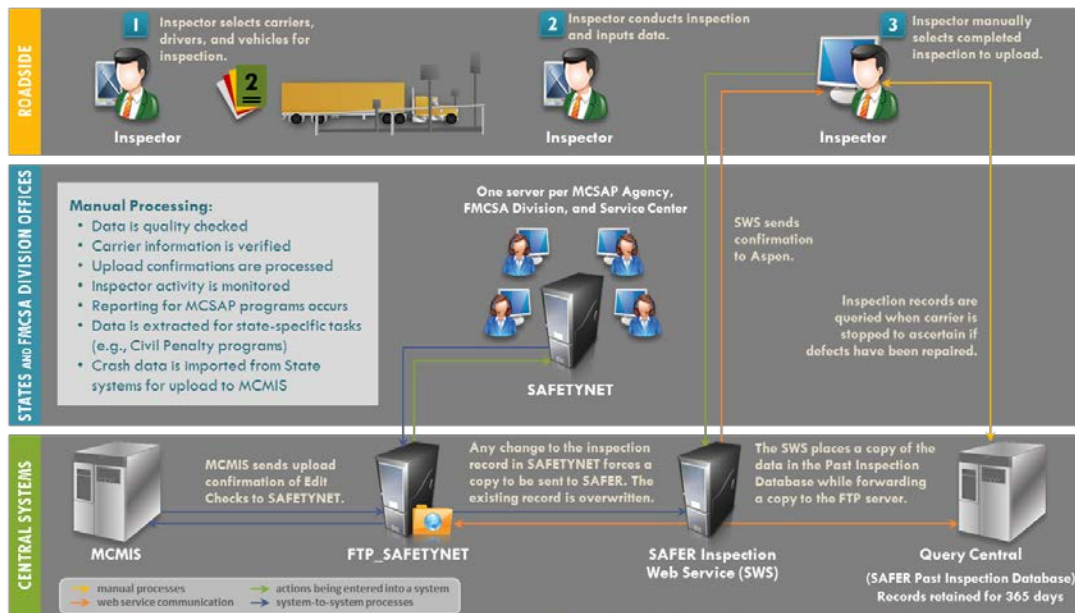 ROADSIDE
1
Inspector selects carriers,
drivers, and vehicles for
inspection.
2
Inspector
2
Inspector conducts inspection
and inputs data.
Inspector
3
Inspector manually
selects completed
inspection to upload.
Inspector
STATES AND FMCSA DIVISION OFFICES
Manual Processing:
• Data is quality checked
• Carrier information is verified
• Upload confirmations are processed
• Inspector activity is monitored
• Reporting for MCSAP programs occurs
• Data is extracted for state-specific tasks
(e.g., Civil Penalty programs)
• Crash data is imported from State
systems for upload to MCMIS
One server per MCSAP Agency,
FMCSA Division, and Service Center
SAFETYNET
SWS sends
confirmation
to Aspen.
Inspection records are
queried when carrier is
stopped to ascertain if
defects have been repaired.
CENTRAL SYSTEMS
MCMIS
MCMIS sends upload
confirmation of Edit
Checks to SAFETYNET.
FTP_SAFETYNET
Any change to the inspection
record in SAFETYNET forces a
copy to be sent to SAFER. The
existing record is overwritten.
SAFER Inspection
Web Service (SWS)
The SWS places a copy of the
data in the Past Inspection
Database while forwarding
a copy to the FTP server.
Query Central
(SAFER Past Inspection Database)
Records retained for 365 days
manual processes
web service communication
actions being entered into a system
system-to-system processes